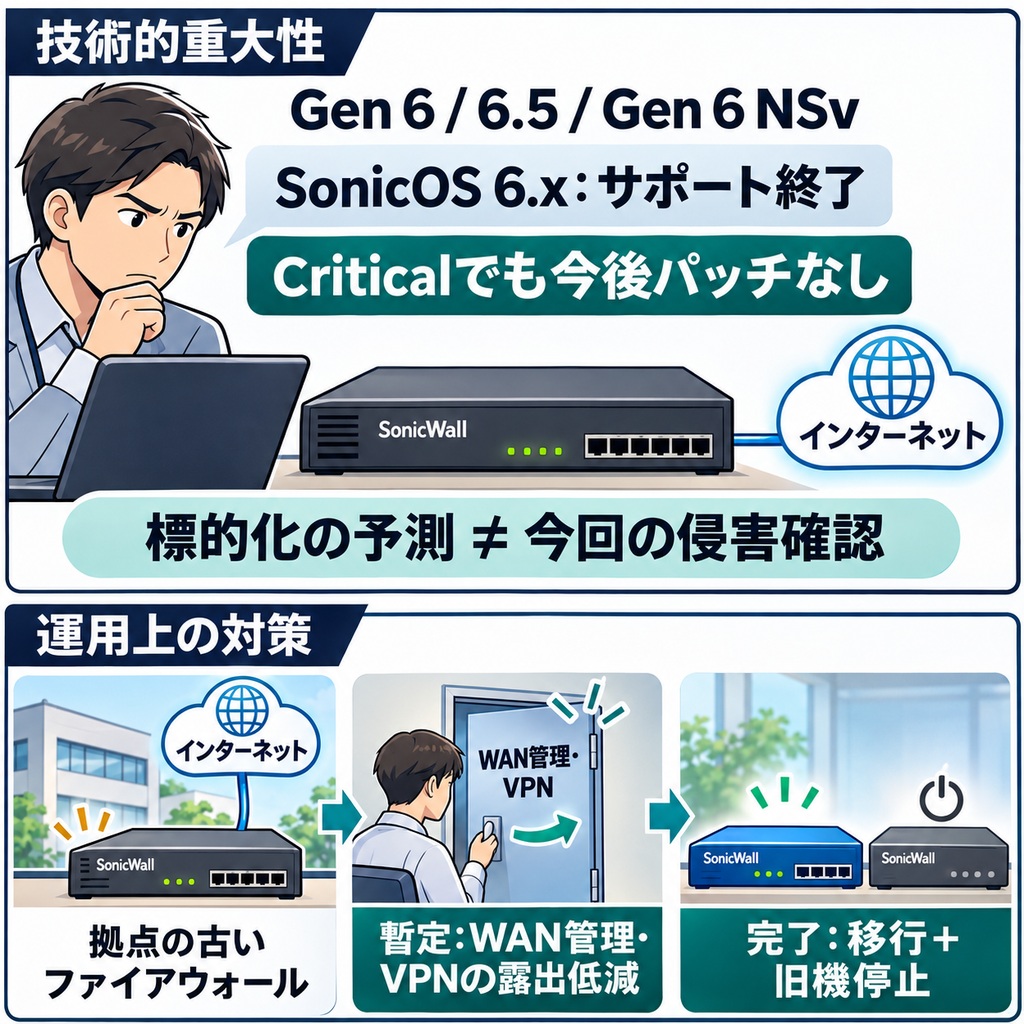 技術的重大性
Gen 6 / 6.5 / Gen 6 NSv
SonicOS 6.x：サポート終了
Criticalでも今後パッチなし
SonicWall
インターネット
標的化の予測 ≠ 今回の侵害確認
運用上の対策
インターネット
SonicWall
拠点の古い
ファイアウォール
WAN管理・
VPN
暫定：WAN管理・
VPNの露出低減
SonicWall
SonicWall
完了：移行＋
旧機停止